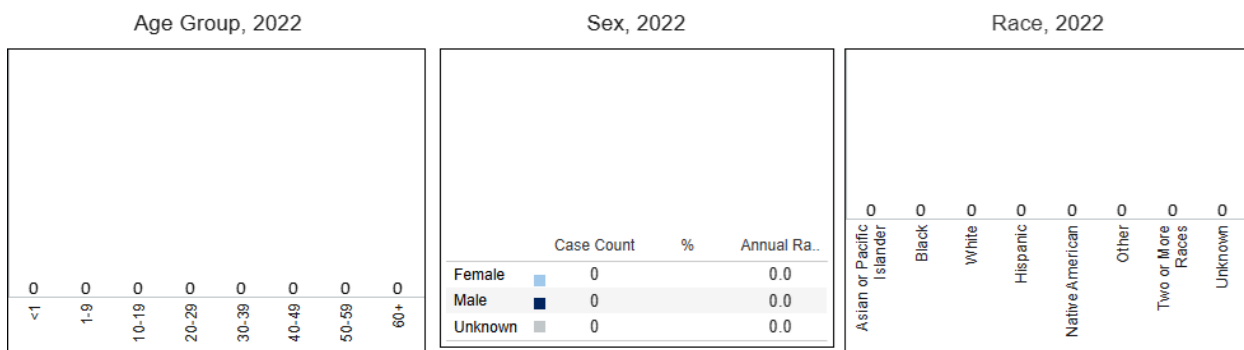 Age Group, 2022
0 0 0 0 0 0 0 0
<1 1-9 10-19 20-29 30-39 40-49 50-59 60+
Sex, 2022
Case Count % Annual Ra..
Female 0 0.0
Male 0 0.0
Unknown 0 0.0
Race, 2022
0 0 0 0 0 0 0 0
Asian or Pacific
Islander
Black
White
Hispanic
Native American
Other
Two or More
Races
Unknown